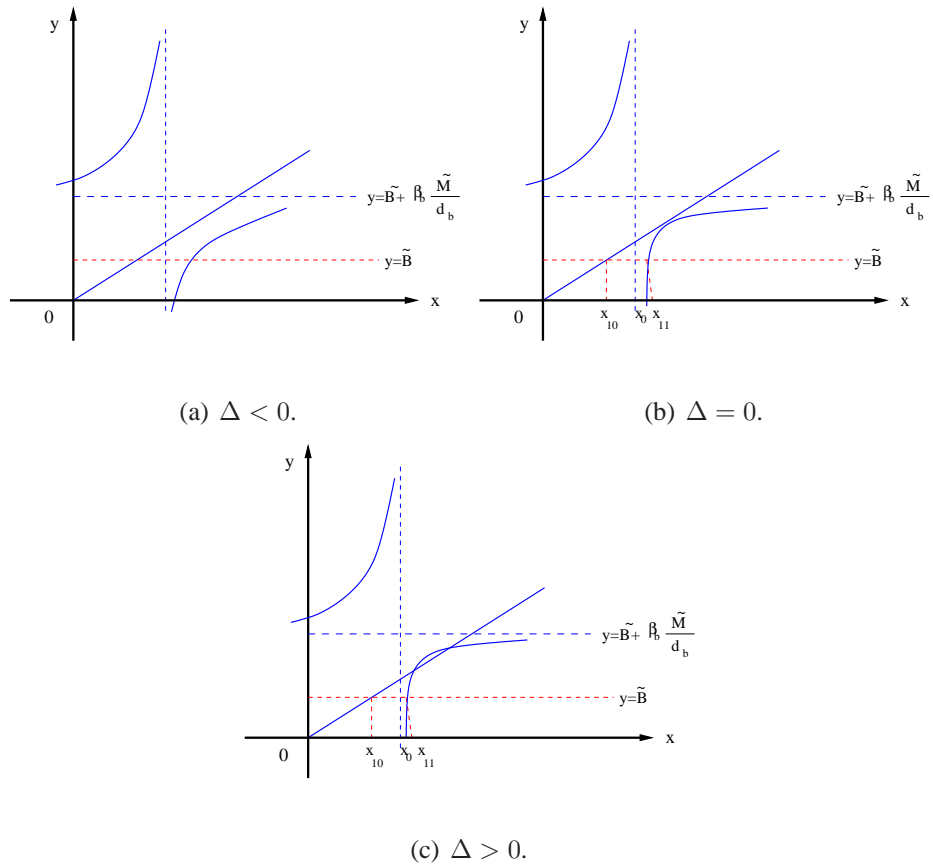 y
y
y=B̃+ β_b M̃/d_b
y=B̃+ β_b M̃/d_b
y=B̃
y=B̃
x
x
0
0
x_10
x_0
x_11
(a) Δ < 0.
(b) Δ = 0.
y
y=B̃+ β_b M̃/d_b
y=B̃
x
0
x_10
x_0
x_11
(c) Δ > 0.